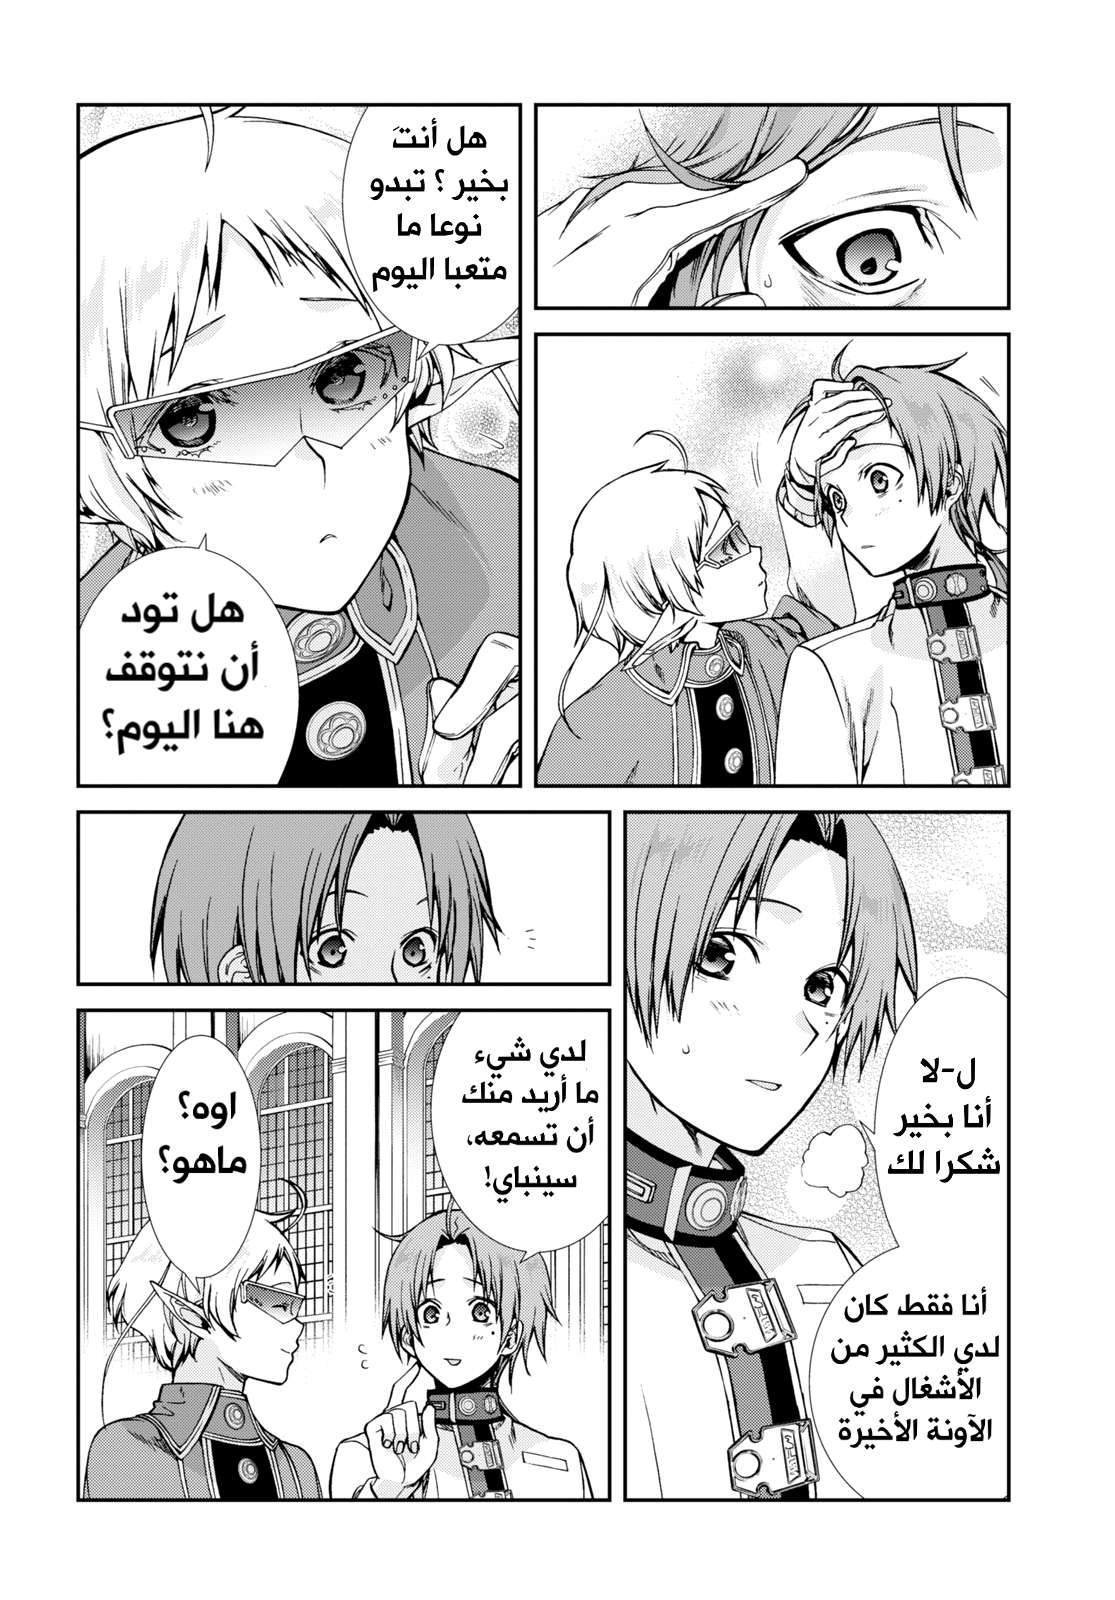 هل أنتَ
بخير ؟ تبدو
نوعا ما
متعبا اليوم
هل تود
أن نتوقف
هنا اليوم؟
ل-لا
أنا بخير
شكرا لك
أنا فقط كان
لدي الكثير من
الأشغال في
الآونة الأخيرة
لدي شيء
ما أريد منك
أن تسمعه،
سينباي!
اوه؟
ماهو؟